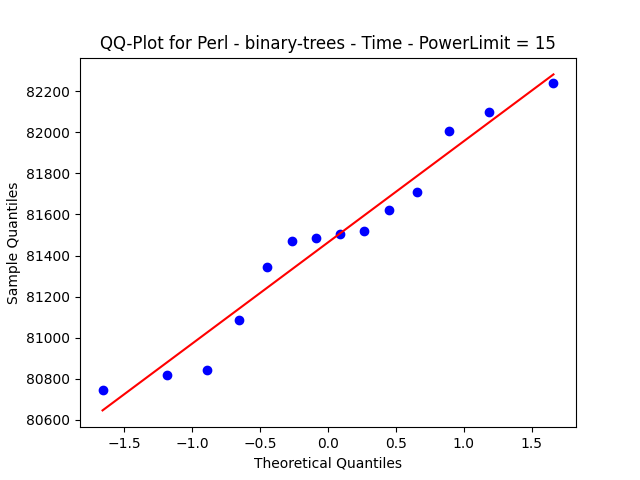 QQ-Plot for Perl - binary-trees - Time - PowerLimit = 15
Sample Quantiles
82200
82000
81800
81600
81400
81200
81000
80800
80600
−1.5 −1.0 −0.5 0.0 0.5 1.0 1.5
Theoretical Quantiles